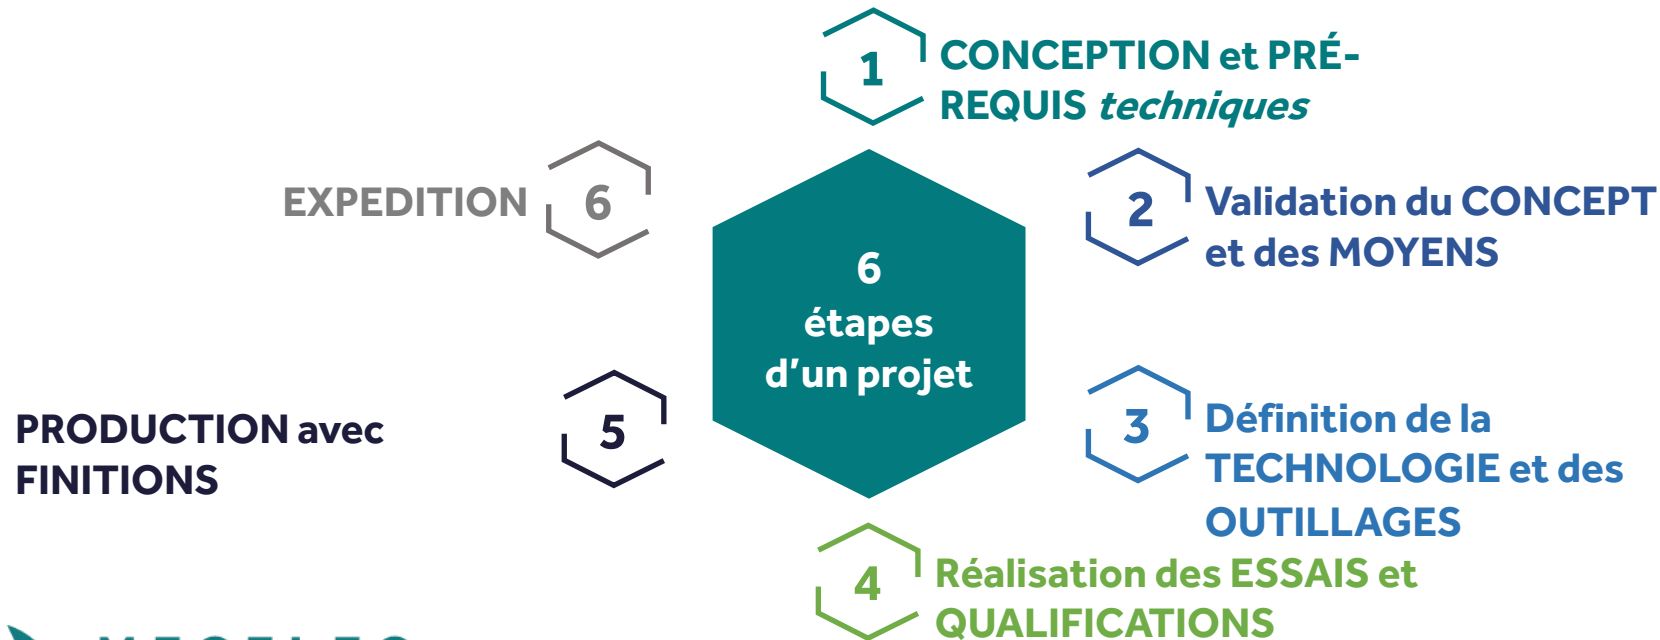 1
CONCEPTION et PRÉ-
REQUIS techniques
2
Validation du CONCEPT
et des MOYENS
3
Définition de la
TECHNOLOGIE et des
OUTILLAGES
4
Réalisation des ESSAIS et
QUALIFICATIONS
5
PRODUCTION avec
FINITIONS
6
EXPEDITION
6
étapes
d’un projet